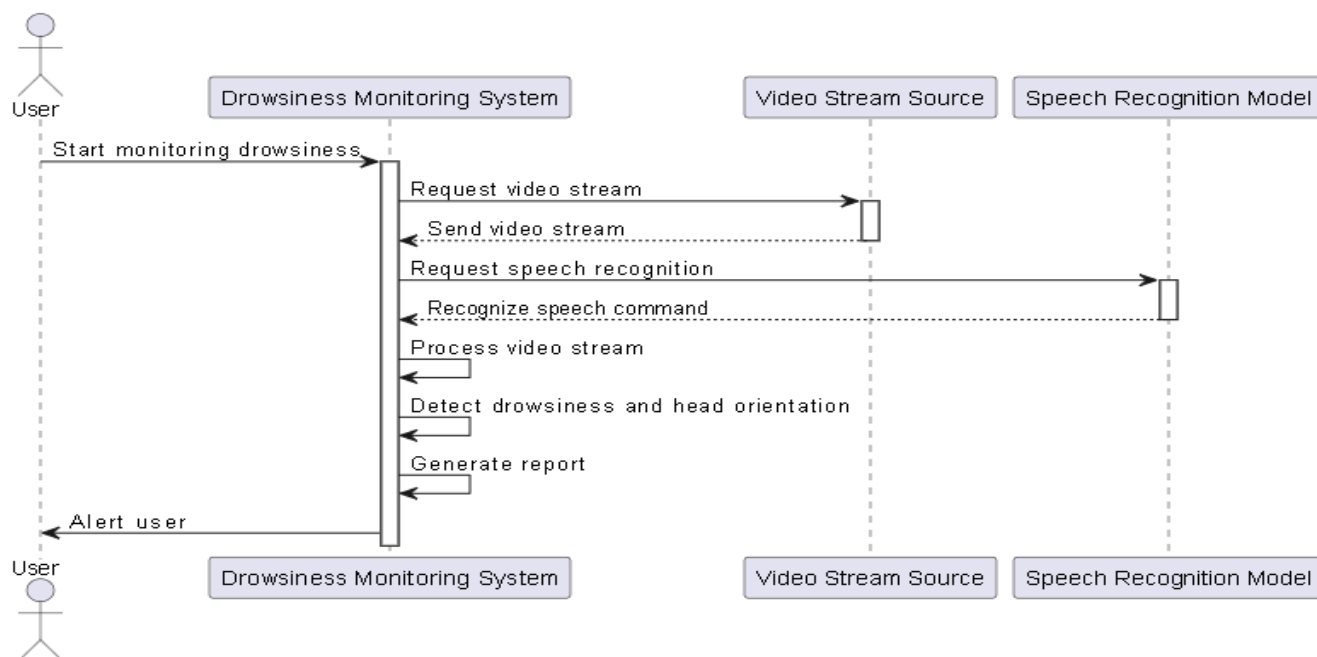 User
Drowsiness Monitoring System
Video Stream Source
Speech Recognition Model
Start monitoring drowsiness
Request video stream
Send video stream
Request speech recognition
Recognize speech command
Process video stream
Detect drowsiness and head orientation
Generate report
Alert user
User
Drowsiness Monitoring System
Video Stream Source
Speech Recognition Model